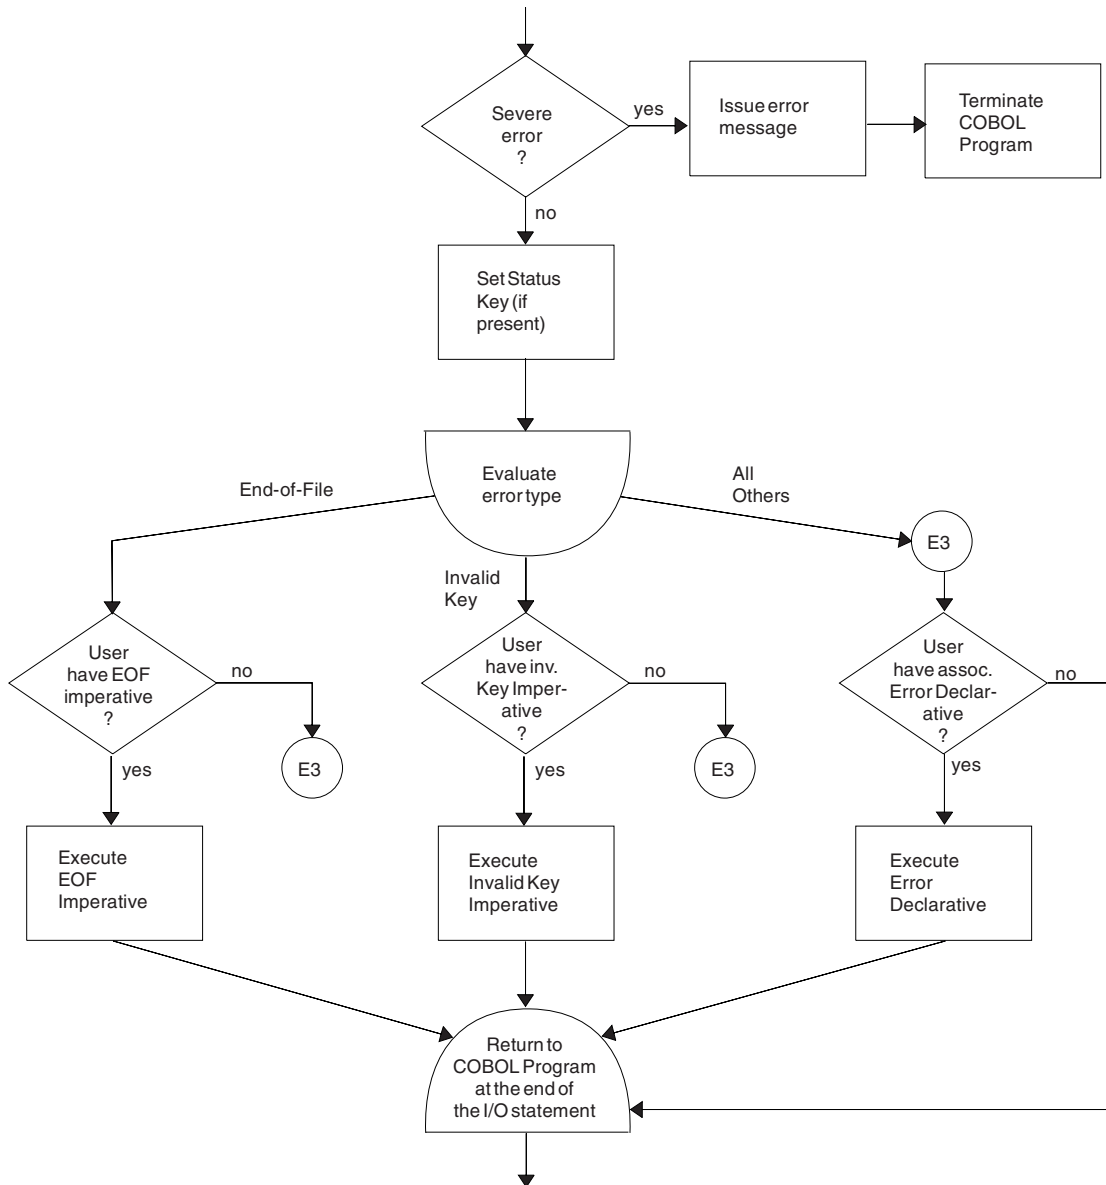 Severe
error
?
yes
Issue error
message
Terminate
COBOL
Program
no
Set Status
Key (if
present)
Evaluate
error type
End-of-File
All
Others
E3
Invalid
Key
User
have EOF
imperative
?
no
E3
yes
User
have inv.
Key Imper-
ative
?
no
E3
yes
User
have assoc.
Error Declar-
ative
?
no
yes
Execute
EOF
Imperative
Execute
Invalid Key
Imperative
Execute
Error
Declarative
Return to
COBOL Program
at the end of
the I/O statement